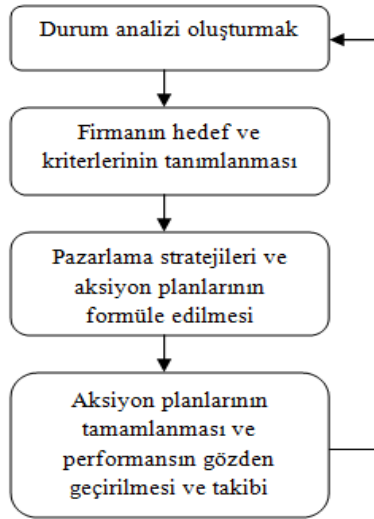 Durum analizi oluşturmak
Firmanın hedef ve
kriterlerinin tanımlanması
Pazarlama stratejileri ve
aksiyon planlarının
formüle edilmesi
Aksiyon planlarının
tamamlanması ve
performansın gözden
geçirilmesi ve takibi